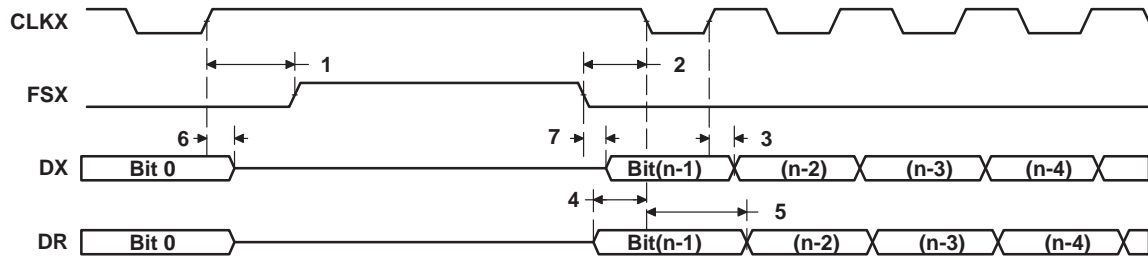 CLKX
1 2
FSX
6 7 3
DX Bit 0 Bit(n-1) (n-2) (n-3) (n-4)
4 5
DR Bit 0 Bit(n-1) (n-2) (n-3) (n-4)